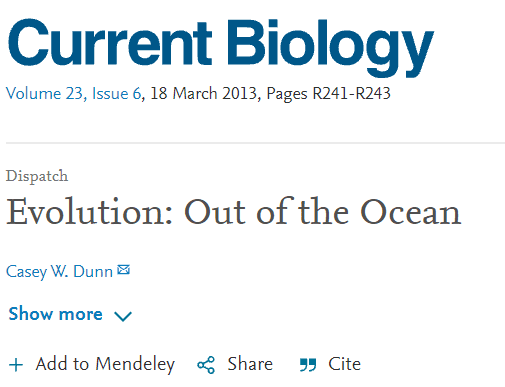 Current Biology
Volume 23, Issue 6, 18 March 2013, Pages R241-R243
Dispatch
Evolution: Out of the Ocean
Casey W. Dunn
Show more
Add to Mendeley Share Cite